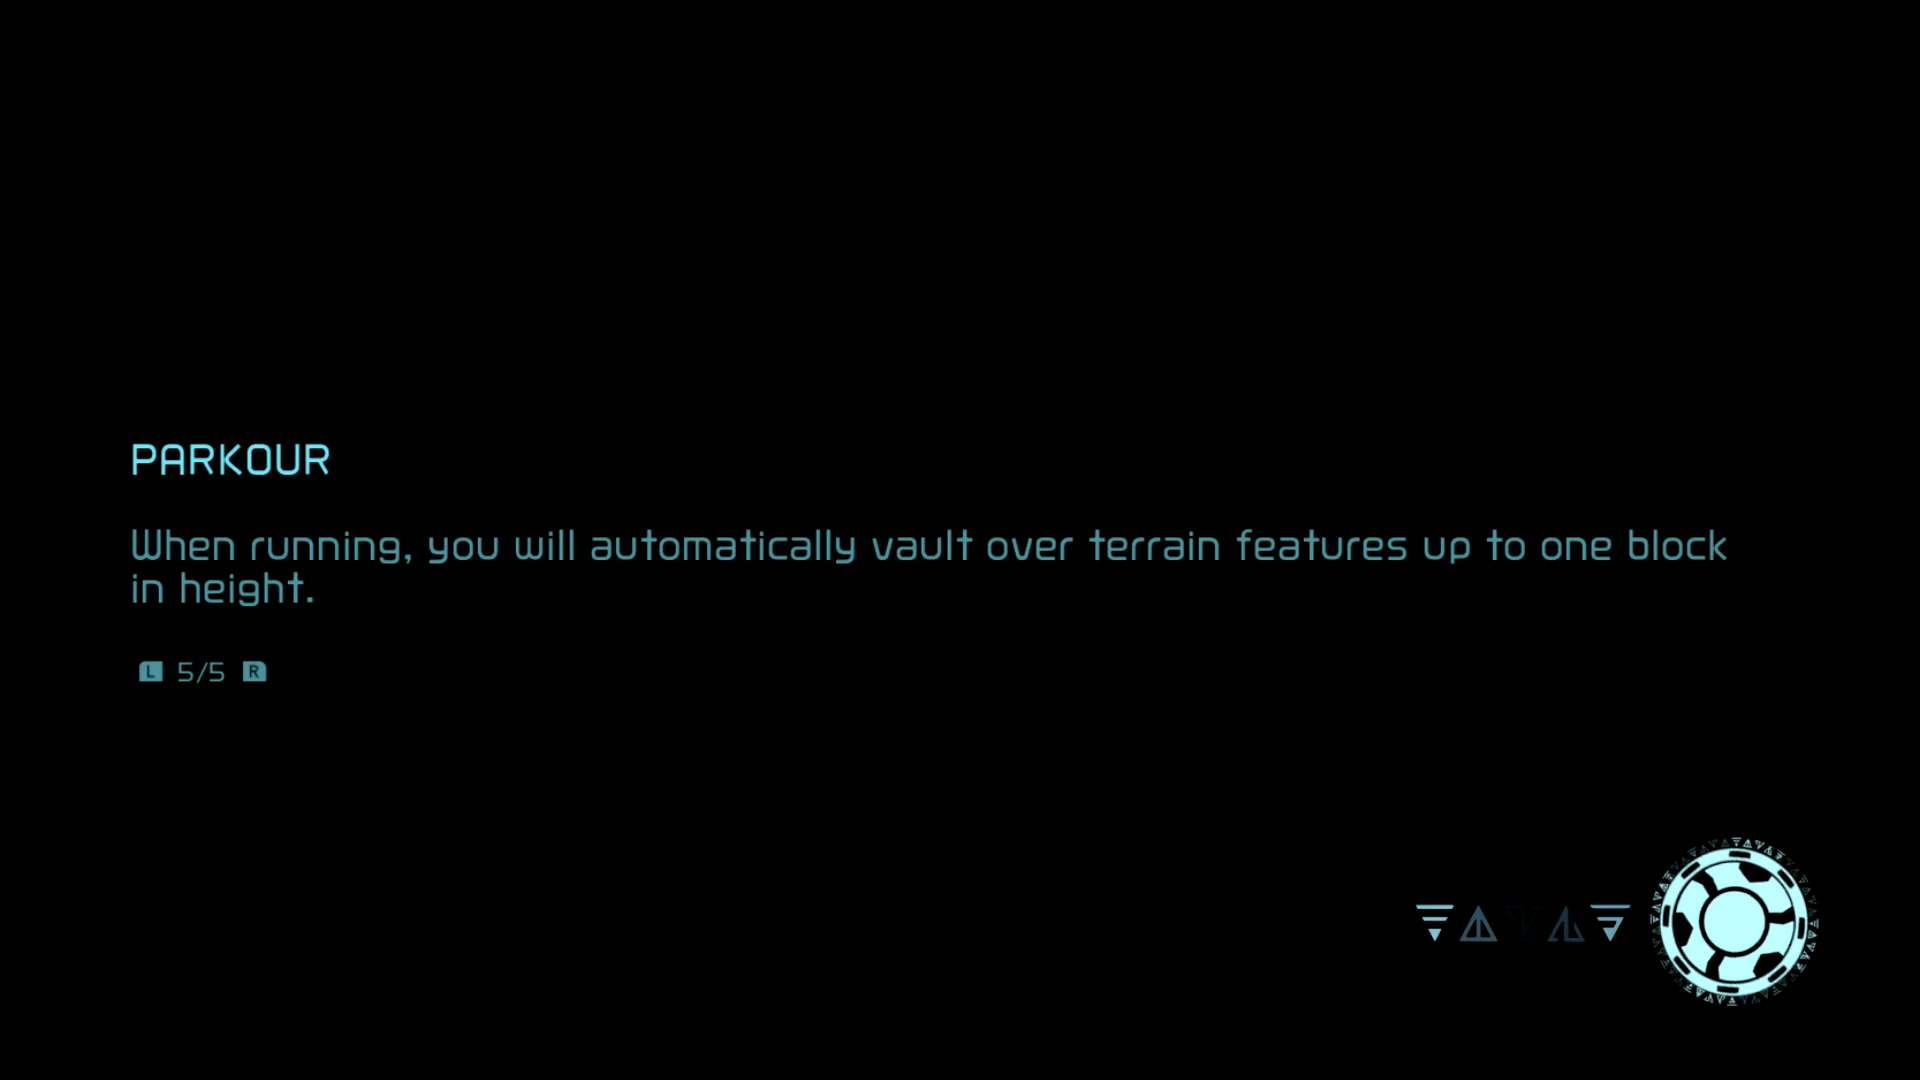 PARKOUR
When running, you will automatically vault over terrain features up to one block
in height.
L 5/5 R